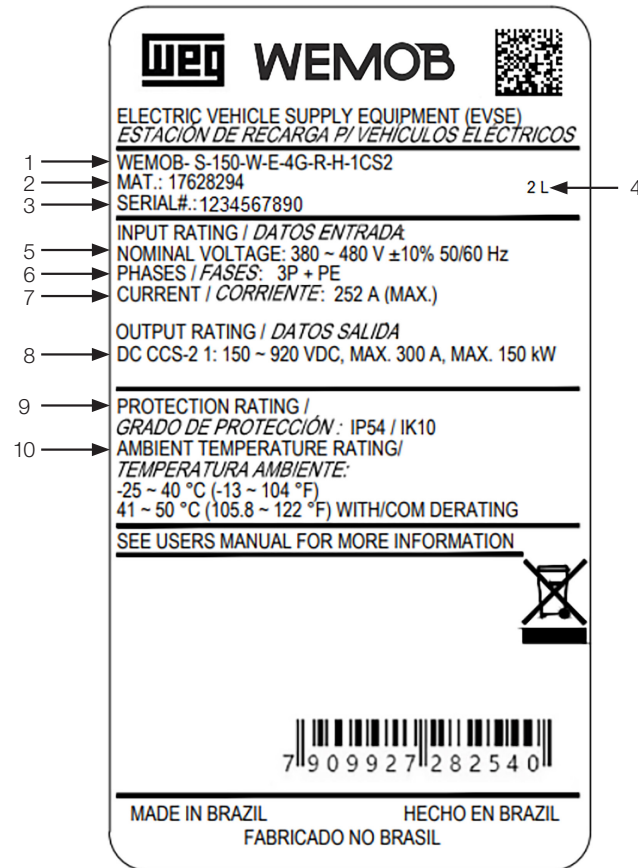 weg WEMOB
ELECTRIC VEHICLE SUPPLY EQUIPMENT (EVSE)
ESTACIÓN DE RECARGA P/ VEHÍCULOS ELÉCTRICOS
1 WEMOB- S-150-W-E-4G-R-H-1CS2
2 MAT.: 17628294
2 L 4
3 SERIAL#.: 1234567890
INPUT RATING / DATOS ENTRADA:
5 NOMINAL VOLTAGE: 380 ~ 480 V ±10% 50/60 Hz
6 PHASES / FASES: 3P + PE
7 CURRENT / CORRIENTE: 252 A (MAX.)
OUTPUT RATING / DATOS SALIDA
8 DC CCS-2 1: 150 ~ 920 VDC, MAX. 300 A, MAX. 150 kW
9 PROTECTION RATING /
GRADO DE PROTECCIÓN : IP54 / IK10
10 AMBIENT TEMPERATURE RATING/
TEMPERATURA AMBIENTE:
-25 ~ 40 °C (-13 ~ 104 °F)
41 ~ 50 °C (105.8 ~ 122 °F) WITH/COM DERATING
SEE USERS MANUAL FOR MORE INFORMATION
7 909927 282540
MADE IN BRAZIL HECHO EN BRAZIL
FABRICADO NO BRASIL